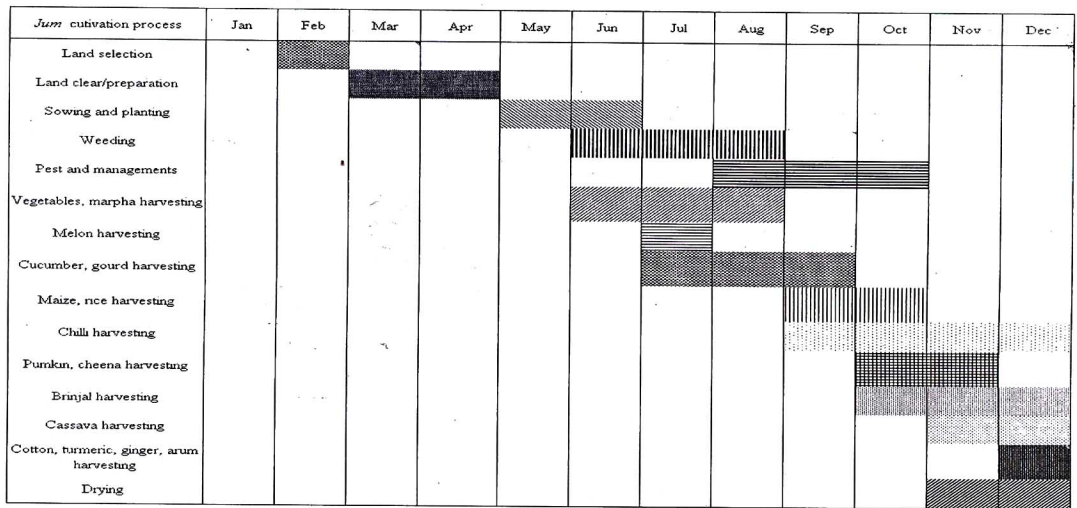 Jum cutivation process Jan Feb Mar Apr May Jun Jul Aug Sep Oct Nov Dec
Land selection
Land clear/preparation
Sowing and planting
Weeding
Pest and managements
Vegetables, marpha harvesting
Melon harvesting
Cucumber, gourd harvesting
Maize, rice harvesting
Chilli harvesting
Pumkin, cheena harvesting
Brinjal harvesting
Cassava harvesting
Cotton, turmeric, ginger, arum
harvesting
Drying